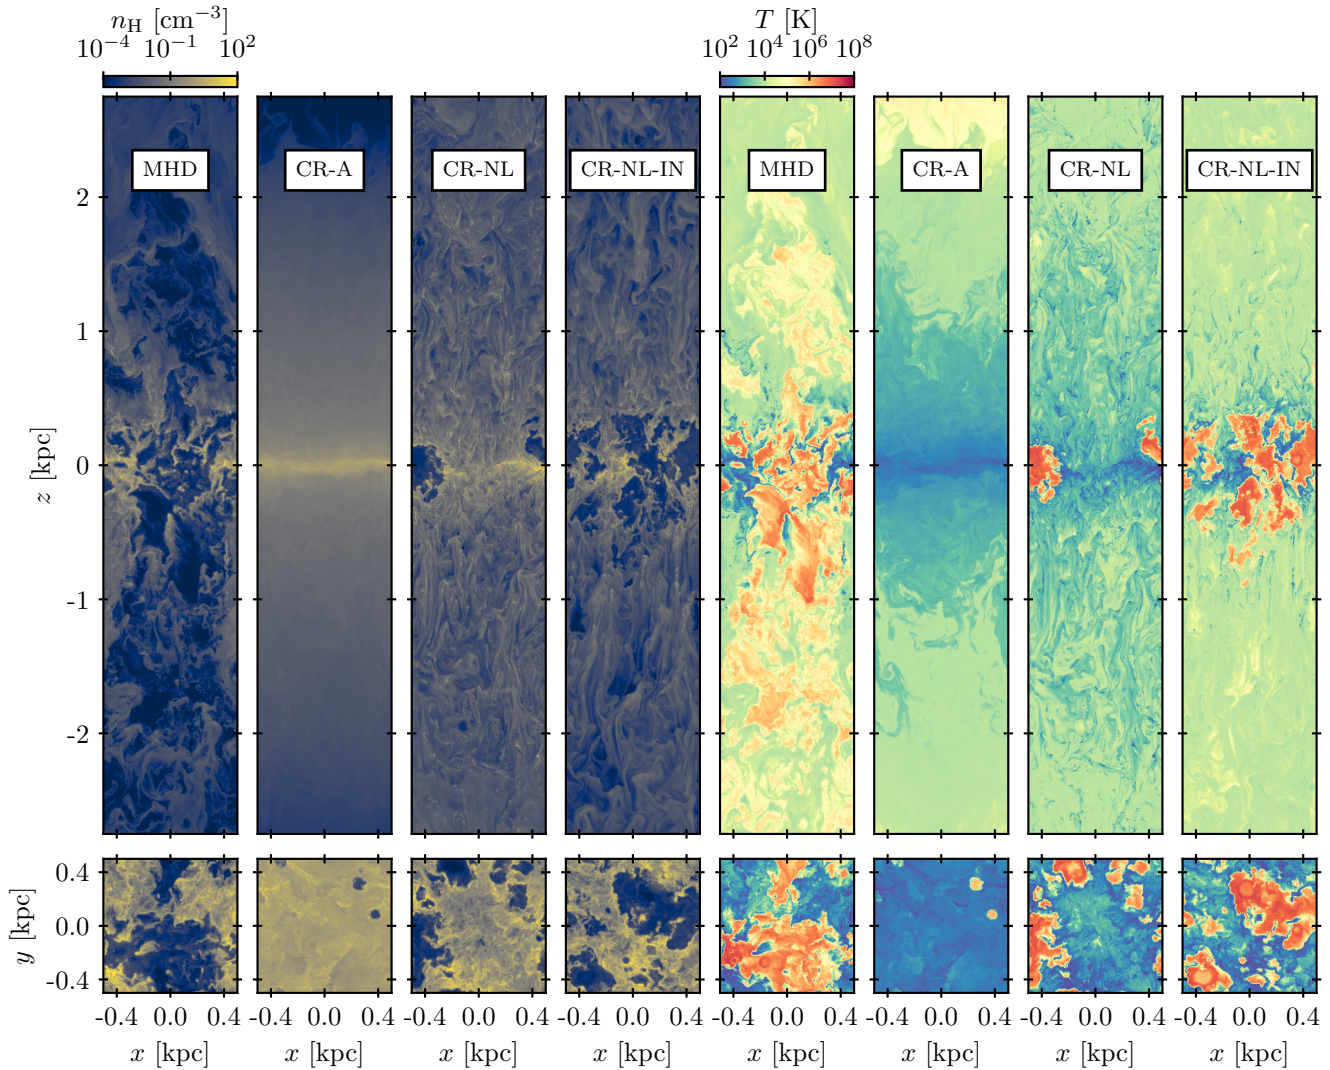 n_H [cm^−3] T [K]
10^−4 10^−1 10^2 10^2 10^4 10^6 10^8
MHD CR-A CR-NL CR-NL-IN MHD CR-A CR-NL CR-NL-IN
2
1
0
z [kpc]
-1
-2
0.4
0.0
y [kpc]
-0.4
-0.4 0.0 0.4 -0.4 0.0 0.4 -0.4 0.0 0.4 -0.4 0.0 0.4 -0.4 0.0 0.4 -0.4 0.0 0.4 -0.4 0.0 0.4 -0.4 0.0 0.4
x [kpc] x [kpc] x [kpc] x [kpc] x [kpc] x [kpc] x [kpc] x [kpc]